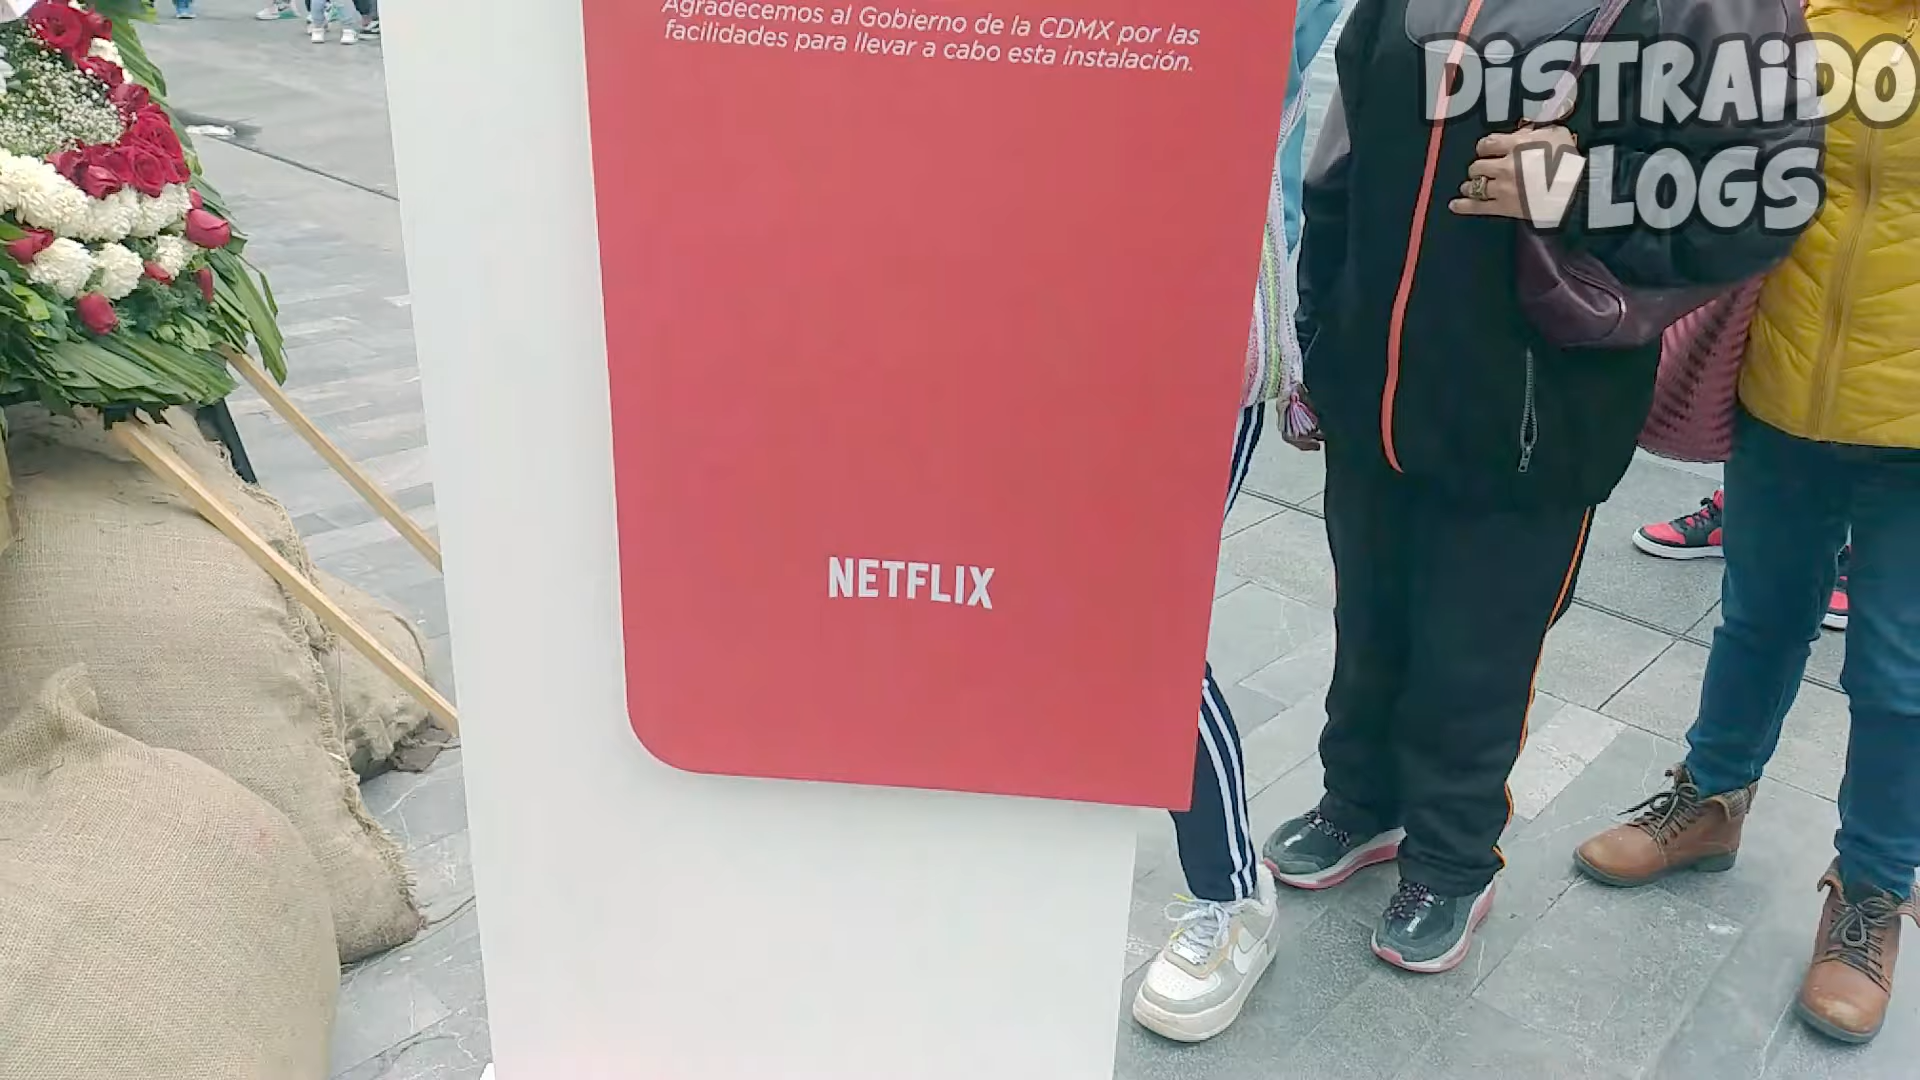 Agradecemos al Gobierno de la CDMX por las
facilidades para llevar a cabo esta instalación.
NETFLIX
DiSTRAiDO
VLOGS